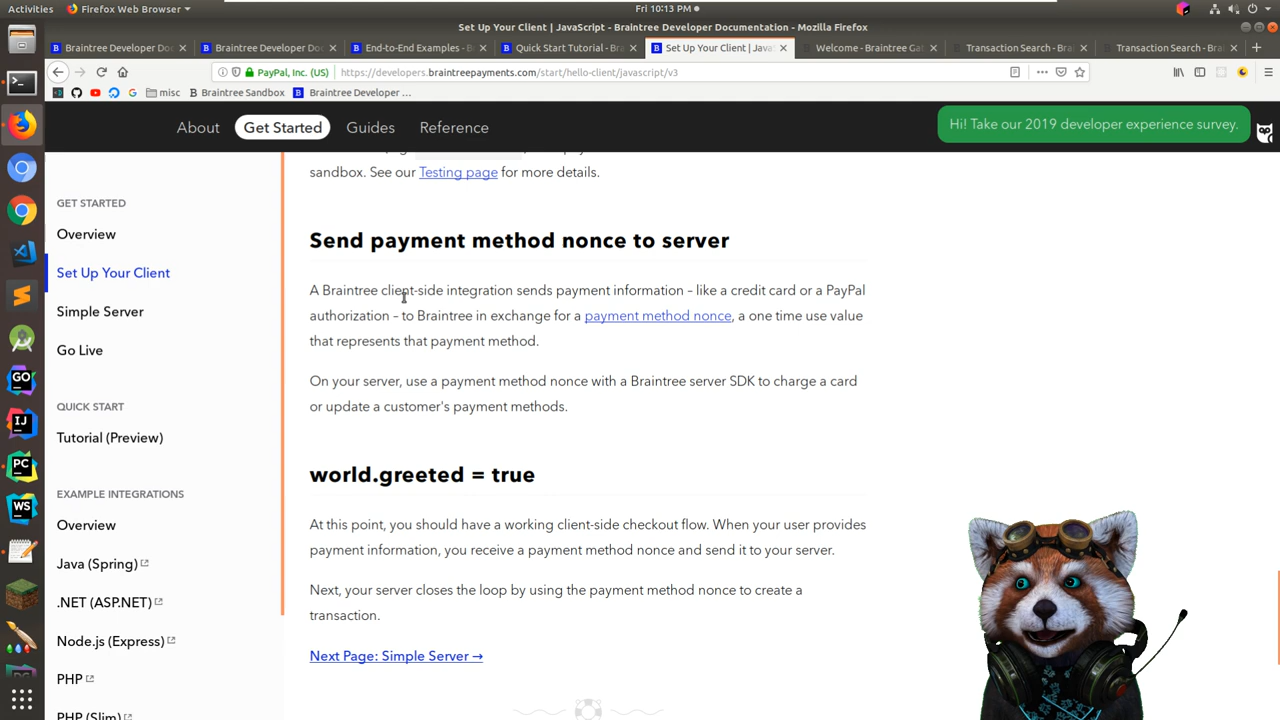 Activities
Firefox Web Browser
Fri 10:13 PM
Set Up Your Client | JavaScript - Braintree Developer Documentation - Mozilla Firefox
Braintree Developer Do
Braintree Developer Do
End-to-End Examples - B
Quick Start Tutorial - Bra
Set Up Your Client | Java
Welcome - Braintree Ga
Transaction Search - Bra
Transaction Search - Bra
PayPal, Inc. (US)
https://developers.braintreepayments.com/start/hello-client/javascript/v3
misc
Braintree Sandbox
Braintree Developer ...
About
Get Started
Guides
Reference
Hi! Take our 2019 developer experience survey.
GET STARTED
Overview
Set Up Your Client
Simple Server
Go Live
QUICK START
Tutorial (Preview)
EXAMPLE INTEGRATIONS
Overview
Java (Spring)
.NET (ASP.NET)
Node.js (Express)
PHP
PHP (Slim)
sandbox. See our Testing page for more details.
Send payment method nonce to server
A Braintree client-side integration sends payment information – like a credit card or a PayPal
authorization – to Braintree in exchange for a payment method nonce, a one time use value
that represents that payment method.
On your server, use a payment method nonce with a Braintree server SDK to charge a card
or update a customer's payment methods.
world.greeted = true
At this point, you should have a working client-side checkout flow. When your user provides
payment information, you receive a payment method nonce and send it to your server.
Next, your server closes the loop by using the payment method nonce to create a
transaction.
Next Page: Simple Server →
GO
IJ
PC
WS